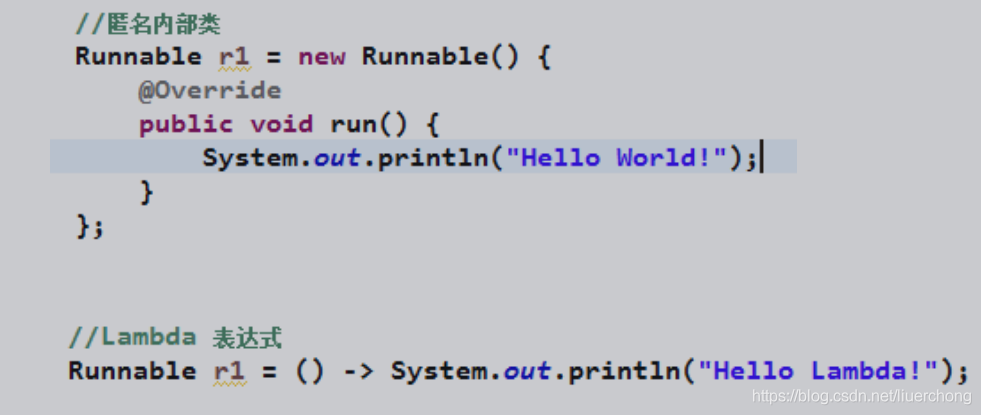 //匿名内部类
Runnable r1 = new Runnable() {
@Override
public void run() {
System.out.println("Hello World!");
}
};
//Lambda 表达式
Runnable r1 = () -> System.out.println("Hello Lambda!");
https://blog.csdn.net/liuerchong